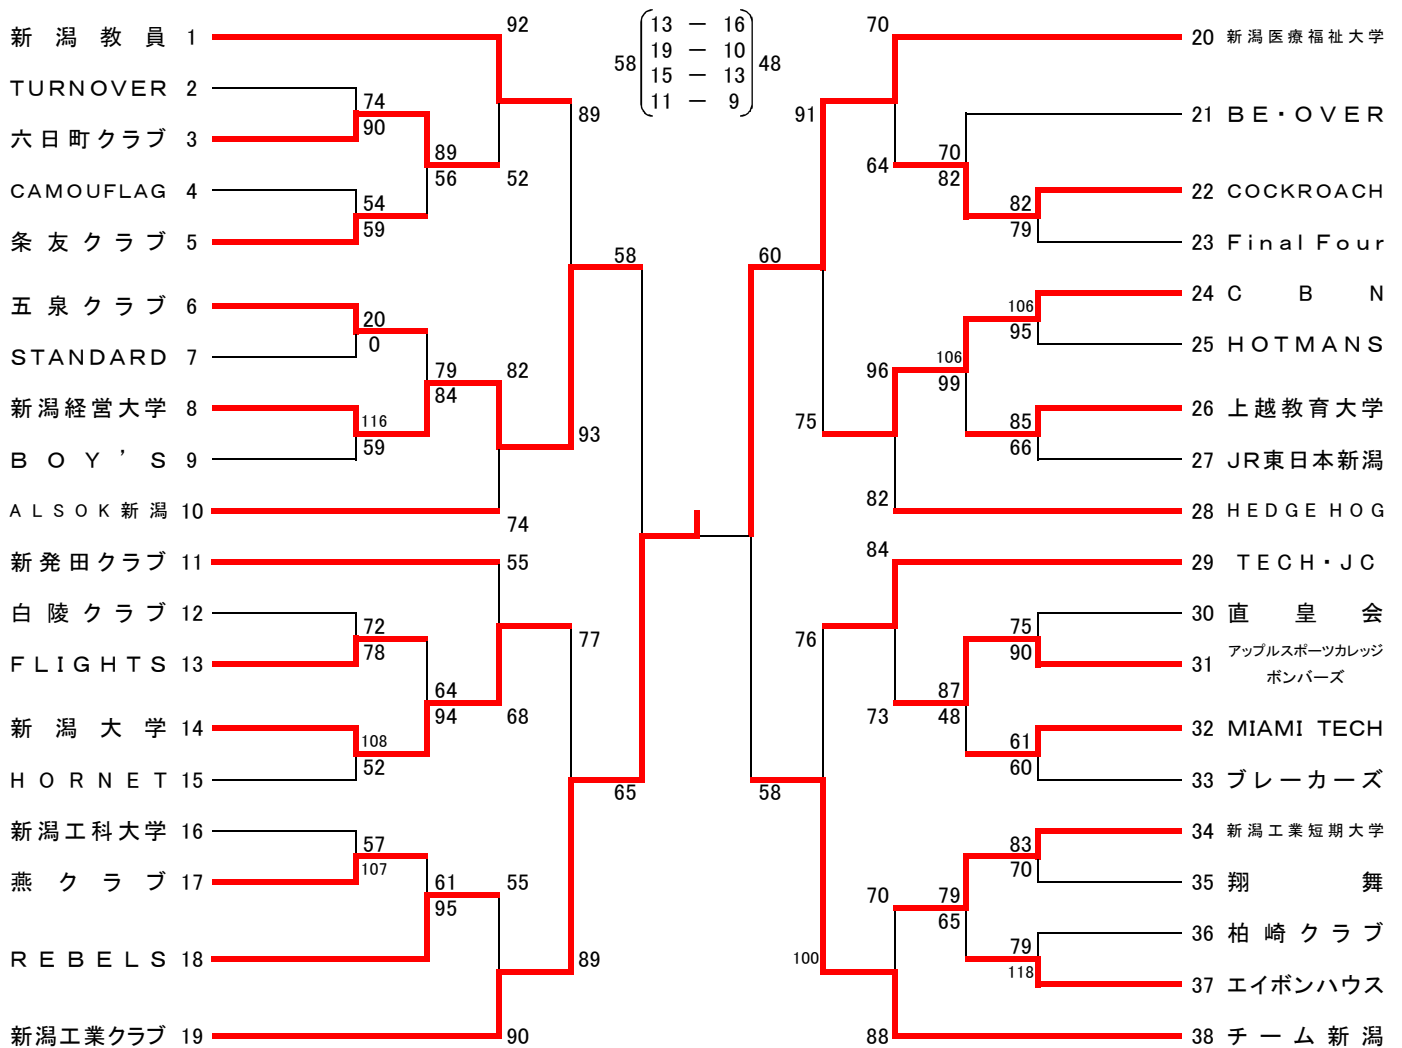 新潟教員 1
TURNOVER 2
六日町クラブ 3
CAMOUFLAG 4
条友クラブ 5
五泉クラブ 6
STANDARD 7
新潟経営大学 8
BOY'S 9
ALSOK新潟 10
新発田クラブ 11
白陵クラブ 12
FLIGHTS 13
新潟大学 14
HORNET 15
新潟工科大学 16
燕クラブ 17
REBELS 18
新潟工業クラブ 19
74
90
54
59
20
0
116
59
72
78
108
52
57
107
89
56
79
84
64
94
61
95
92
52
82
74
55
68
55
90
89
93
77
89
58
65
58
13 ー 16
19 ー 10
15 ー 13
11 ー 9
48
60
58
91
75
76
100
70
64
96
82
84
73
70
88
70
82
106
99
87
48
79
65
82
79
106
95
85
66
75
90
61
60
83
70
79
118
20 新潟医療福祉大学
21 BE・OVER
22 COCKROACH
23 Final Four
24 CBN
25 HOTMANS
26 上越教育大学
27 JR東日本新潟
28 HEDGE HOG
29 TECH・JC
30 直皇会
31 アップルスポーツカレッジ
ボンバーズ
32 MIAMI TECH
33 ブレーカーズ
34 新潟工業短期大学
35 翔舞
36 柏崎クラブ
37 エイボンハウス
38 チーム新潟